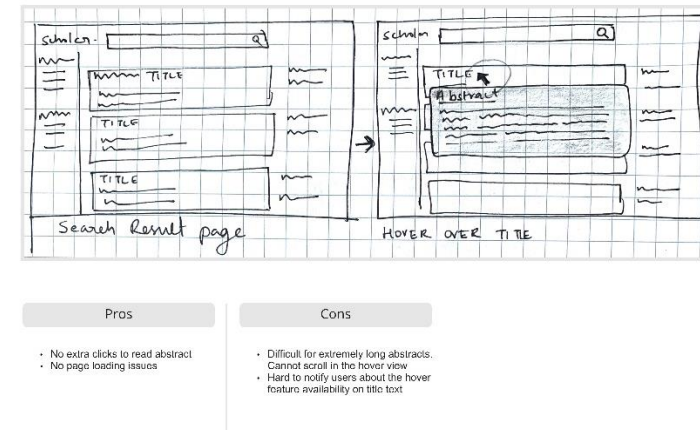 scholar.
TITLE
TITLE
TITLE
Search Result page
scholar
TITLE
Abstract
HOVER OVER TITLE
Pros
No extra clicks to read abstract
No page loading issues
Cons
Difficult for extremely long abstracts.
Cannot scroll in the hover view
Hard to notify users about the hover
feature availability on title text